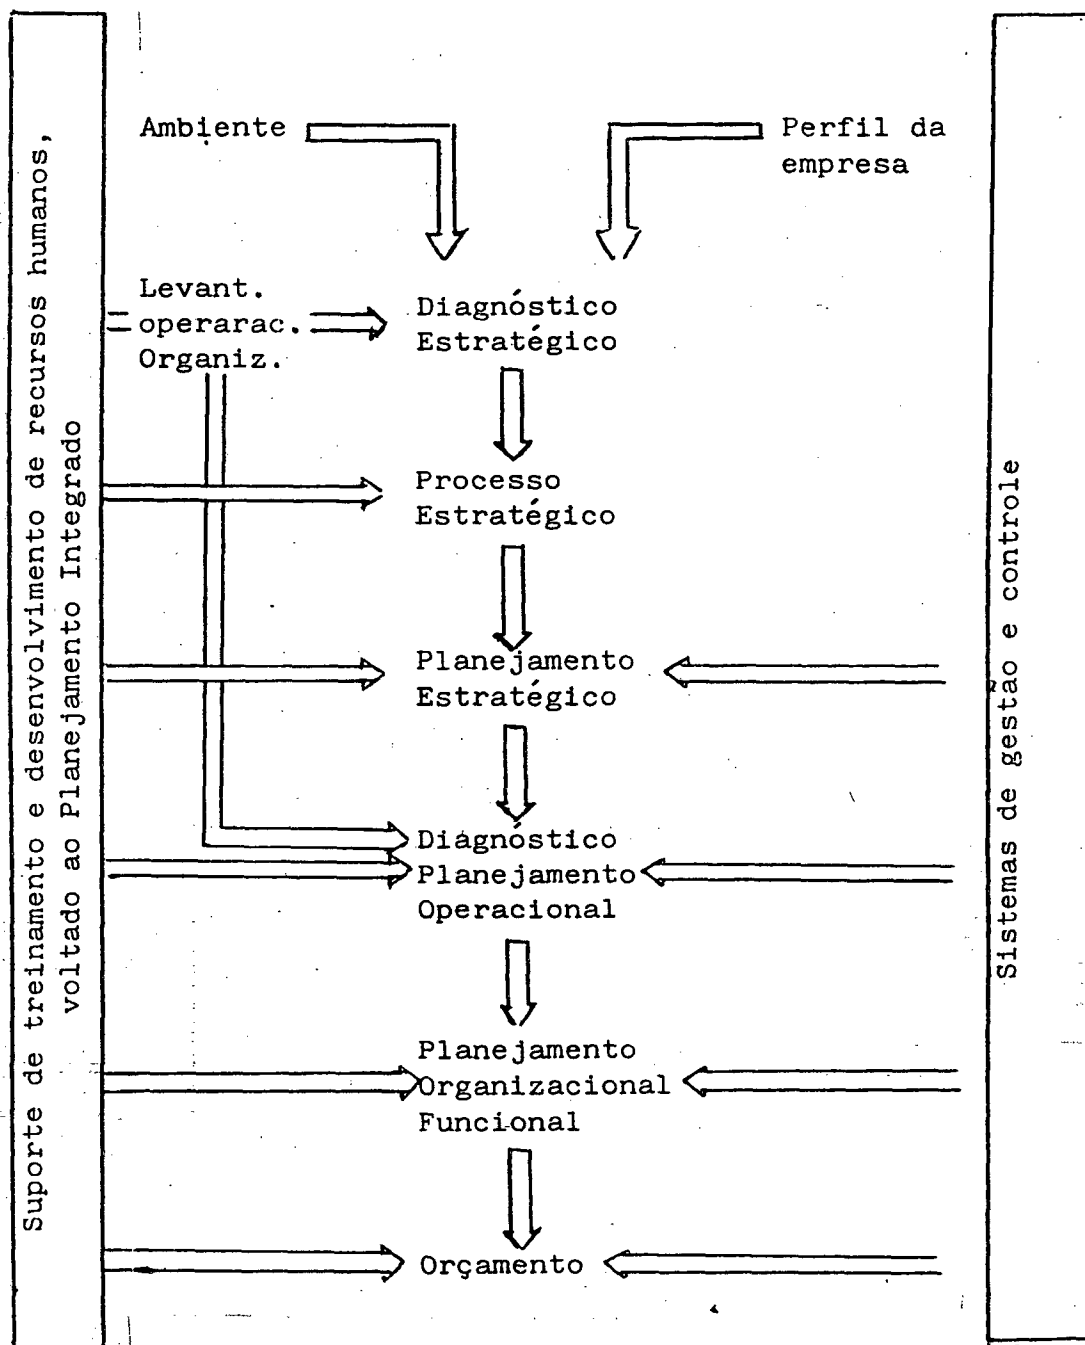 Suporte de treinamento e desenvolvimento de recursos humanos,
voltado ao Planejamento Integrado
Ambiente
Perfil da
empresa
Levant.
operarac.
Organiz.
Diagnóstico
Estratégico
Processo
Estratégico
Planejamento
Estratégico
Diagnóstico
Planejamento
Operacional
Planejamento
Organizacional
Funcional
Orçamento
Sistemas de gestão e controle